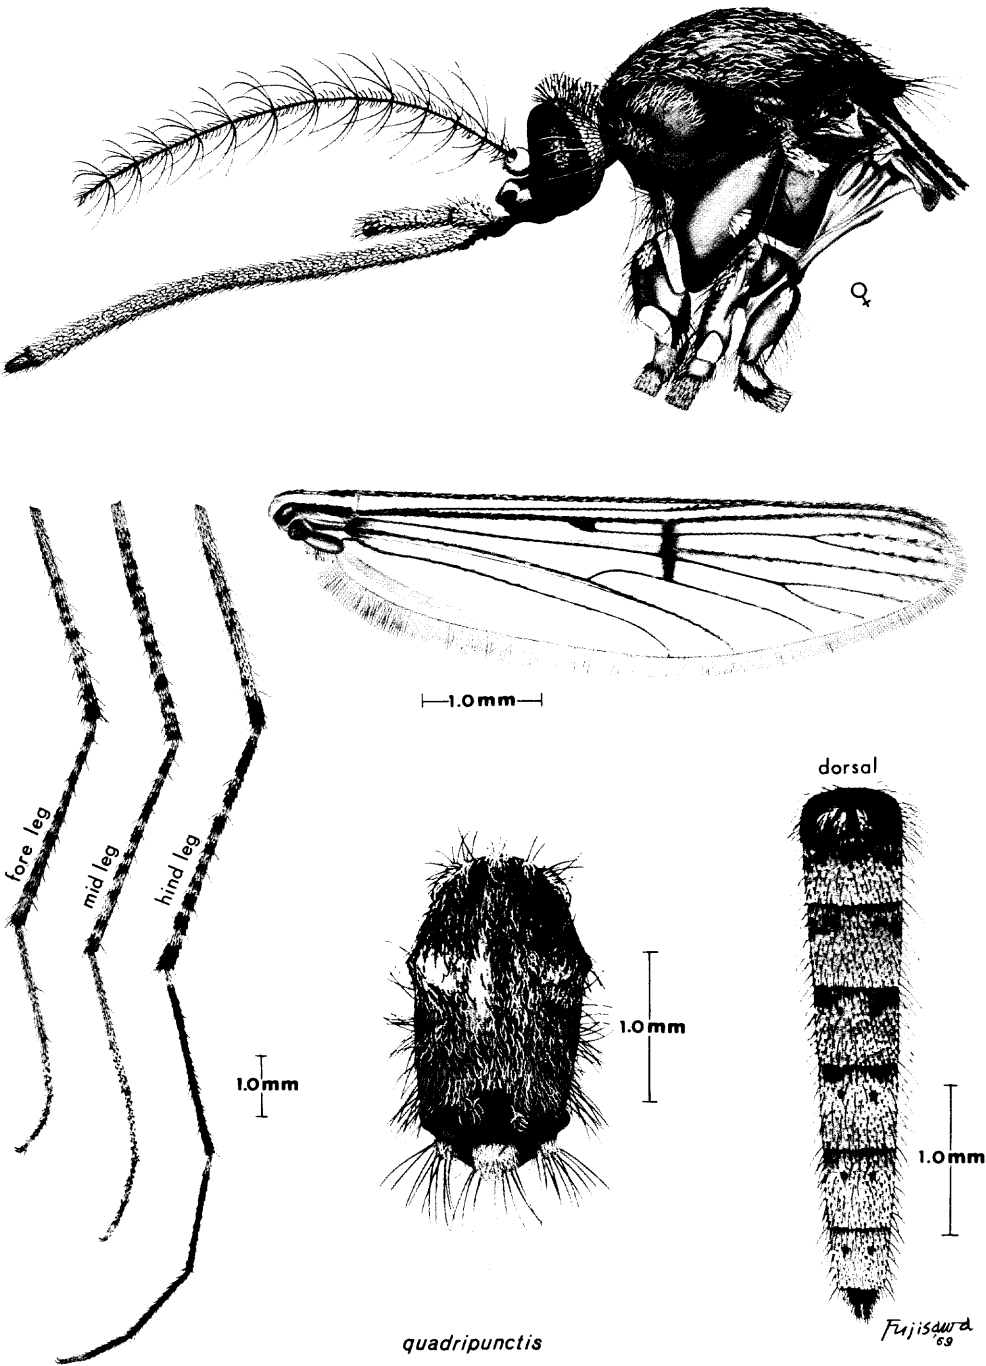 ♀
1.0mm
dorsal
fore leg
mid leg
hind leg
1.0mm
1.0mm
1.0mm
Fujisawa
'69
quadripunctis